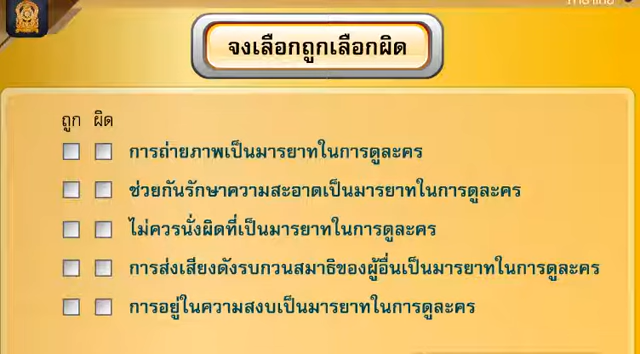 จงเลือกถูกเลือกผิด
ถูก ผิด
การถ่ายภาพเป็นมารยาทในการดูละคร
ช่วยกันรักษาความสะอาดเป็นมารยาทในการดูละคร
ไม่ควรนั่งผิดที่เป็นมารยาทในการดูละคร
การส่งเสียงดังรบกวนสมาธิของผู้อื่นเป็นมารยาทในการดูละคร
การอยู่ในความสงบเป็นมารยาทในการดูละคร